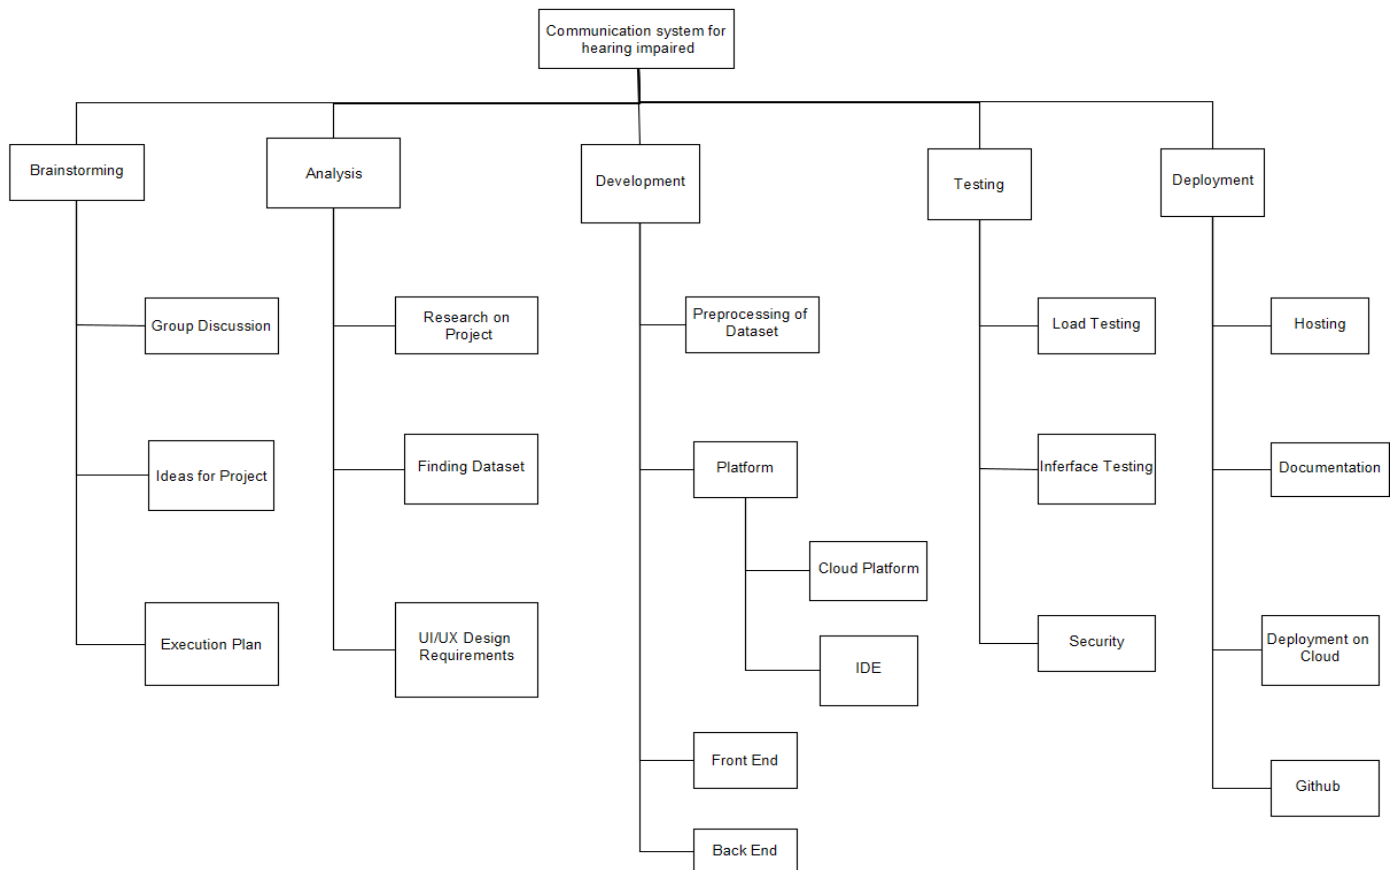 Communication system for
hearing impaired
Brainstorming
Analysis
Development
Testing
Deployment
Group Discussion
Research on
Project
Preprocessing of
Dataset
Load Testing
Hosting
Ideas for Project
Finding Dataset
Platform
Inferface Testing
Documentation
Cloud Platform
Execution Plan
UI/UX Design
Requirements
IDE
Security
Deployment on
Cloud
Front End
Github
Back End